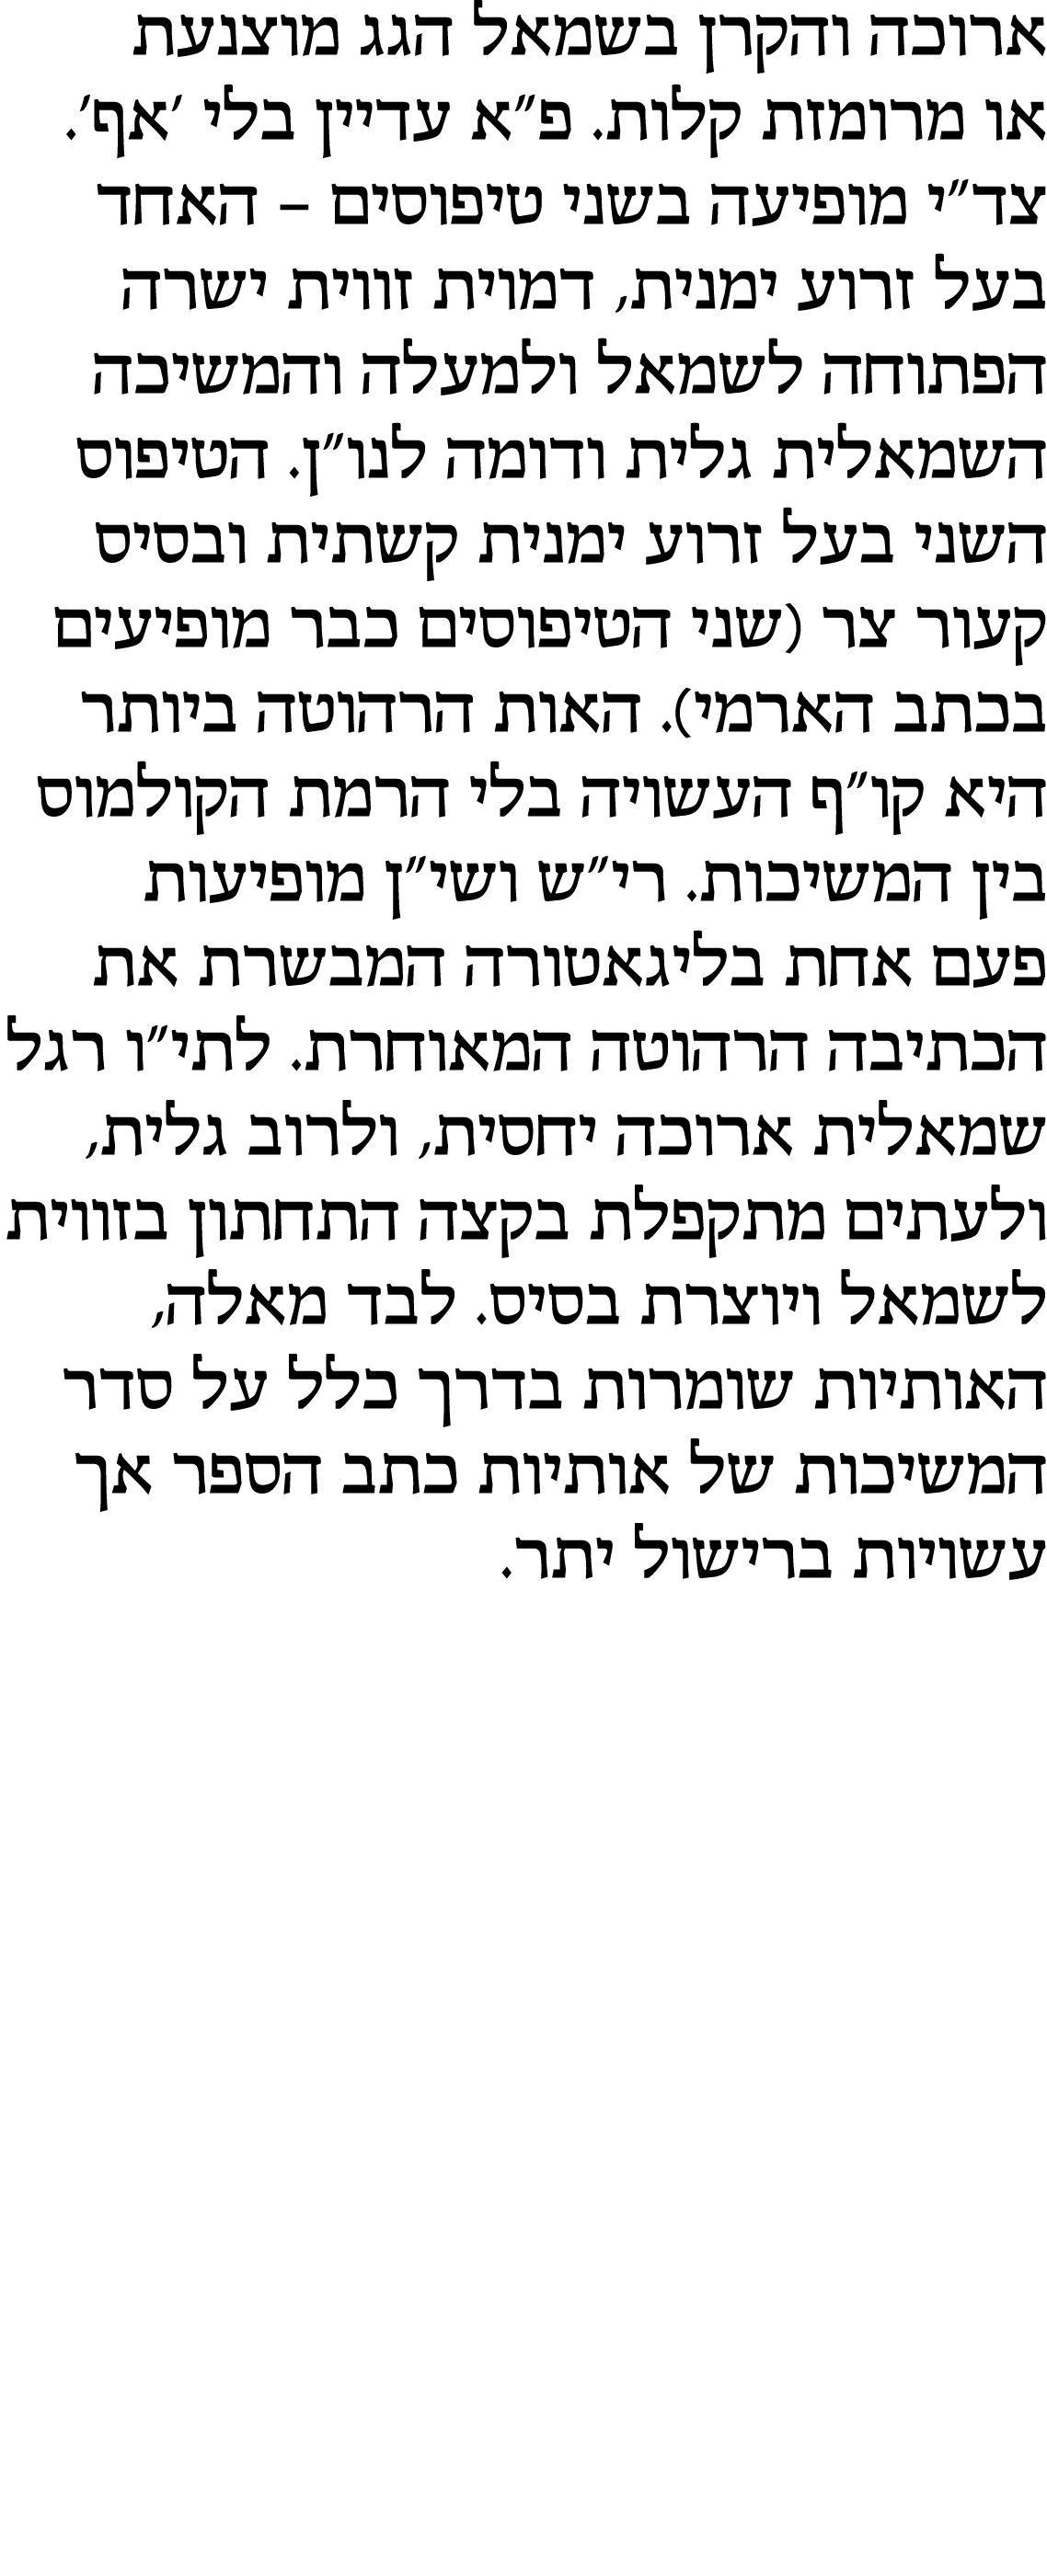 ארוכה והקרן בשמאל הגג מוצנעת
או מרומזת קלות. פ״א עדיין בלי ׳אף׳.
צד״י מופיעה בשני טיפוסים – האחד
בעל זרוע ימנית, דמוית זווית ישרה
הפתוחה לשמאל ולמעלה והמשיכה
השמאלית גלית ודומה לנו״ן. הטיפוס
השני בעל זרוע ימנית קשתית ובסיס
קעור צר (שני הטיפוסים כבר מופיעים
בכתב הארמי). האות הרהוטה ביותר
היא קו״ף העשויה בלי הרמת הקולמוס
בין המשיכות. רי״ש ושי״ן מופיעות
פעם אחת בליגאטורה המבשרת את
הכתיבה הרהוטה המאוחרת. לתי״ו רגל
שמאלית ארוכה יחסית, ולרוב גלית,
ולעתים מתקפלת בקצה התחתון בזווית
לשמאל ויוצרת בסיס. לבד מאלה,
האותיות שומרות בדרך כלל על סדר
המשיכות של אותיות כתב הספר אך
עשויות ברישול יתר.